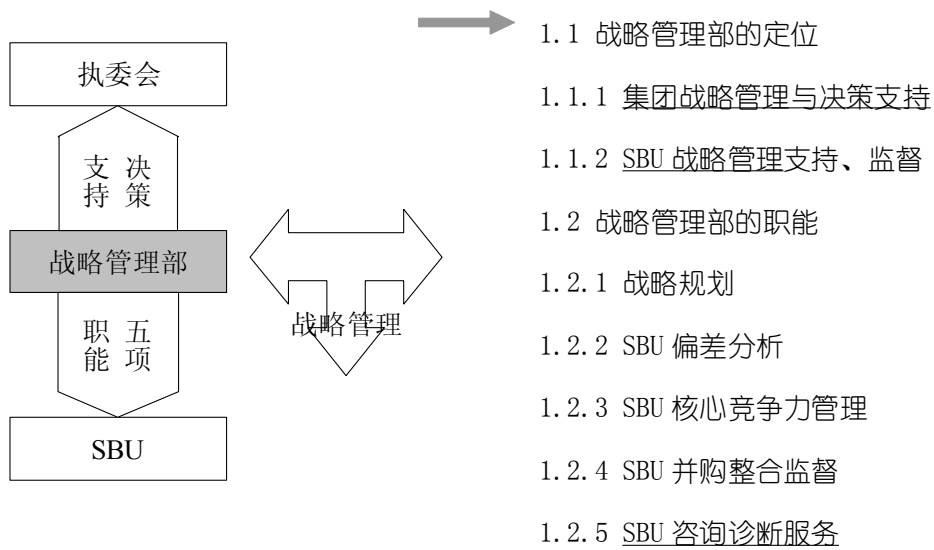 执委会
支 决
持 策
战略管理部
职 五
能 项
SBU
战略管理
1.1 战略管理部的定位
1.1.1 集团战略管理与决策支持
1.1.2 SBU 战略管理支持、监督
1.2 战略管理部的职能
1.2.1 战略规划
1.2.2 SBU 偏差分析
1.2.3 SBU 核心竞争力管理
1.2.4 SBU 并购整合监督
1.2.5 SBU 咨询诊断服务